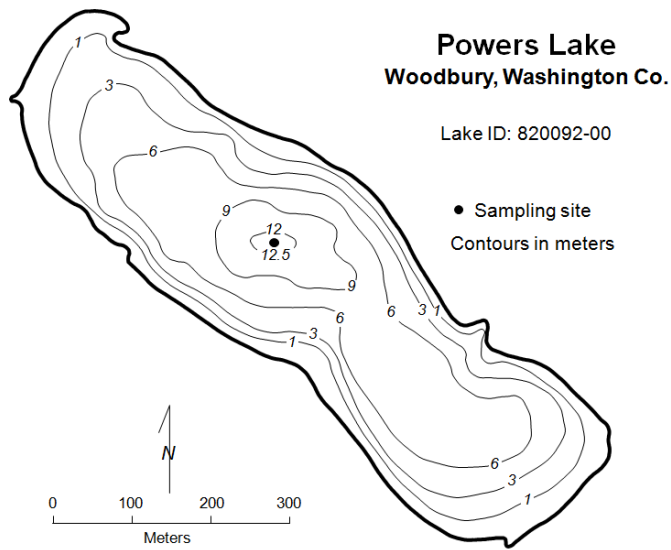 Powers Lake
Woodbury, Washington Co.
Lake ID: 820092-00
Sampling site
Contours in meters
1
3
6
9
12
12.5
9
6
3
1
6
3
1
6
3
1
N
0 100 200 300
Meters